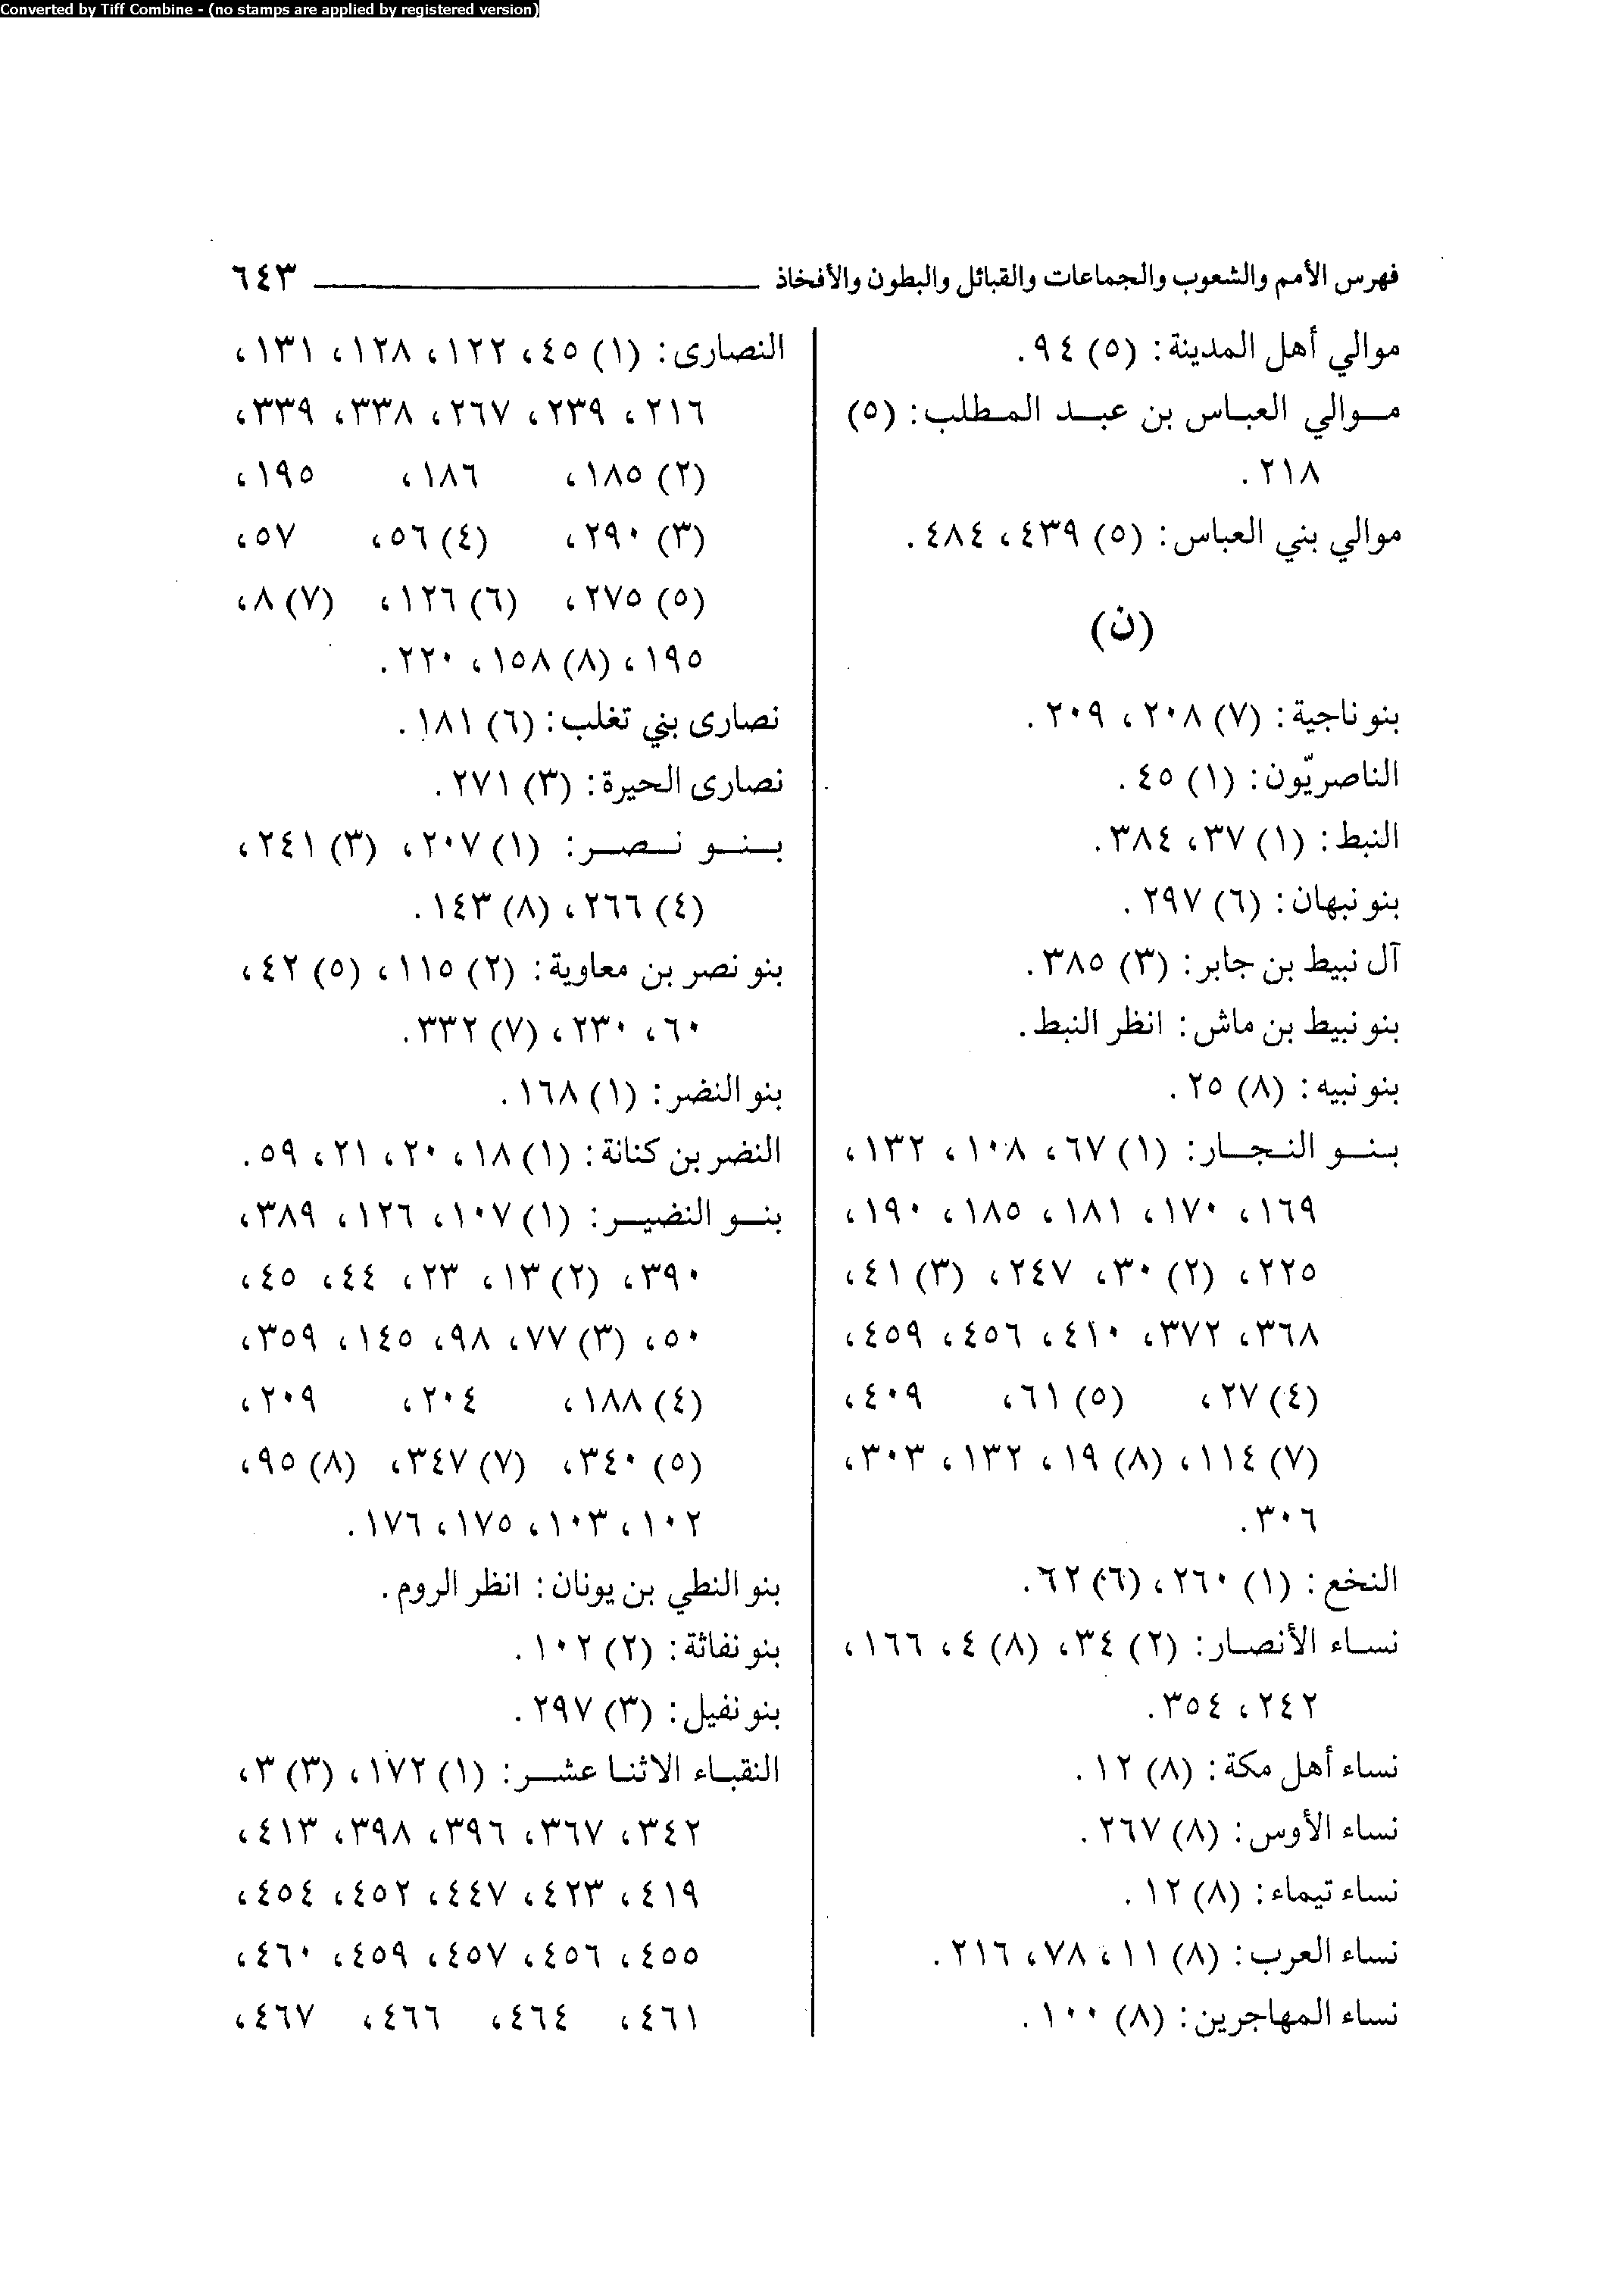 Converted by Tiff Combine - (no stamps are applied by registered version)
فهرس الأمم والشعوب والجماعات والقبائل والبطون والأفخاذ ٦٤٣
موالي أهل المدينة: (٥) ٩٤.
موالي العباس بن عبد المطلب: (٥)
٢١٨.
موالي بني العباس: (٥) ٤٣٩، ٤٨٤.
(ن)
بنو ناجية: (٧) ٢٠٨، ٢٠٩.
الناصريّون: (١) ٤٥.
النبط: (١) ٣٧، ٣٨٤.
بنو نبهان: (٦) ٢٩٧.
آل نبيط بن جابر: (٣) ٣٨٥.
بنو نبيط بن ماش: انظر النبط.
بنو نبيه: (٨) ٢٥.
بنو النجار: (١) ٦٧، ١٠٨، ١٣٢،
١٦٩، ١٧٠، ١٨١، ١٨٥، ١٩٠،
٢٢٥، (٢) ٣٠، ٢٤٧، (٣) ٤١،
٣٦٨، ٣٧٢، ٤١٠، ٤٥٦، ٤٥٩،
(٤) ٢٧، (٥) ٦١، ٤٠٩،
(٧) ١١٤، (٨) ١٩، ١٣٢، ٣٠٣،
٣٠٦.
النخع: (١) ٢٦٠، (٦) ٦٢.
نساء الأنصار: (٢) ٣٤، (٨) ٤، ١٦٦،
٢٤٢، ٣٥٤.
نساء أهل مكة: (٨) ١٢.
نساء الأوس: (٨) ٢٦٧.
نساء تيماء: (٨) ١٢.
نساء العرب: (٨) ١١، ٧٨، ٢١٦.
نساء المهاجرين: (٨) ١٠٠.
النصارى: (١) ٤٥، ١٢٢، ١٢٨، ١٣١،
٢١٦، ٢٣٩، ٢٦٧، ٣٣٨، ٣٣٩،
(٢) ١٨٥، ١٨٦، ١٩٥،
(٣) ٢٩٠، (٤) ٥٦، ٥٧،
(٥) ٢٧٥، (٦) ١٢٦، (٧) ٨،
١٩٥، (٨) ١٥٨، ٢٢٠.
نصارى بني تغلب: (٦) ١٨١.
نصارى الحيرة: (٣) ٢٧١.
بنو نصر: (١) ٢٠٧، (٣) ٢٤١،
(٤) ٢٦٦، (٨) ١٤٣.
بنو نصر بن معاوية: (٢) ١١٥، (٥) ٤٢،
٦٠، ٢٣٠، (٧) ٣٣٢.
بنو النضر: (١) ١٦٨.
النضر بن كنانة: (١) ١٨، ٢٠، ٢١، ٥٩.
بنو النضير: (١) ١٠٧، ١٢٦، ٣٨٩،
٣٩٠، (٢) ١٣، ٢٣، ٤٤، ٤٥،
٥٠، (٣) ٧٧، ٩٨، ١٤٥، ٣٥٩،
(٤) ١٨٨، ٢٠٤، ٢٠٩،
(٥) ٣٤٠، (٧) ٣٤٧، (٨) ٩٥،
١٠٢، ١٠٣، ١٧٥، ١٧٦.
بنو النطي بن يونان: انظر الروم.
بنو نفاثة: (٢) ١٠٢.
بنو نفيل: (٣) ٢٩٧.
النقباء الاثنا عشر: (١) ١٧٢، (٣) ٣،
٣٤٢، ٣٦٧، ٣٩٦، ٣٩٨، ٤١٣،
٤١٩، ٤٢٣، ٤٤٧، ٤٥٢، ٤٥٤،
٤٥٥، ٤٥٦، ٤٥٧، ٤٥٩، ٤٦٠،
٤٦١، ٤٦٤، ٤٦٦، ٤٦٧،